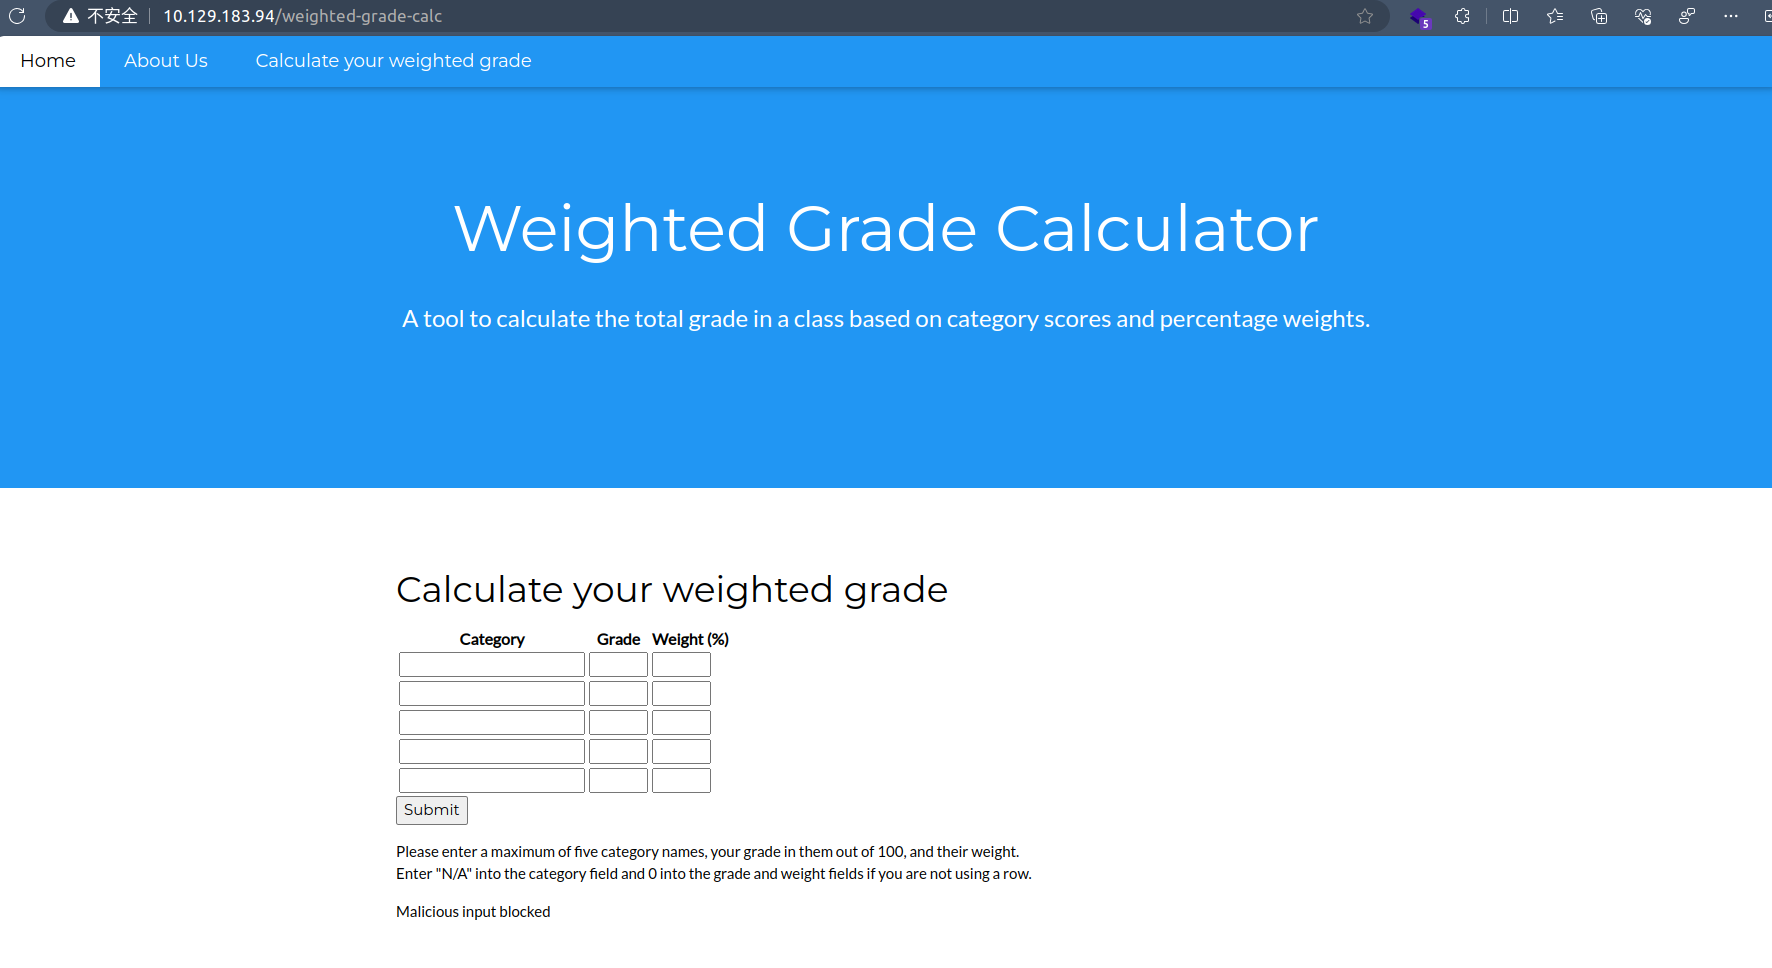 不安全 10.129.183.94/weighted-grade-calc
5
Home About Us Calculate your weighted grade
Weighted Grade Calculator
A tool to calculate the total grade in a class based on category scores and percentage weights.
Calculate your weighted grade
Category Grade Weight (%)
Submit
Please enter a maximum of five category names, your grade in them out of 100, and their weight.
Enter "N/A" into the category field and 0 into the grade and weight fields if you are not using a row.
Malicious input blocked